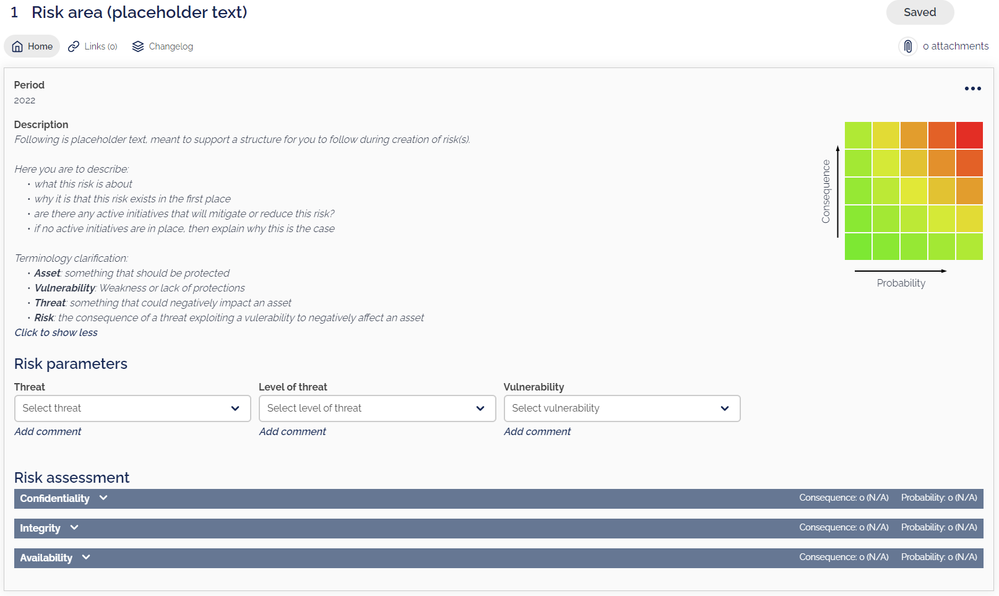 1 Risk area (placeholder text)
Saved
Home
Links (0)
Changelog
0 attachments
Period
2022
Description
Following is placeholder text, meant to support a structure for you to follow during creation of risk(s).
Here you are to describe:
• what this risk is about
• why it is that this risk exists in the first place
• are there any active initiatives that will mitigate or reduce this risk?
• if no active initiatives are in place, then explain why this is the case
Terminology clarification:
• Asset: something that should be protected
• Vulnerability: Weakness or lack of protections
• Threat: something that could negatively impact an asset
• Risk: the consequence of a threat exploiting a vulerability to negatively affect an asset
Click to show less
Consequence
Probability
Risk parameters
Threat
Select threat
Add comment
Level of threat
Select level of threat
Add comment
Vulnerability
Select vulnerability
Add comment
Risk assessment
Confidentiality Consequence: 0 (N/A) Probability: 0 (N/A)
Integrity Consequence: 0 (N/A) Probability: 0 (N/A)
Availability Consequence: 0 (N/A) Probability: 0 (N/A)